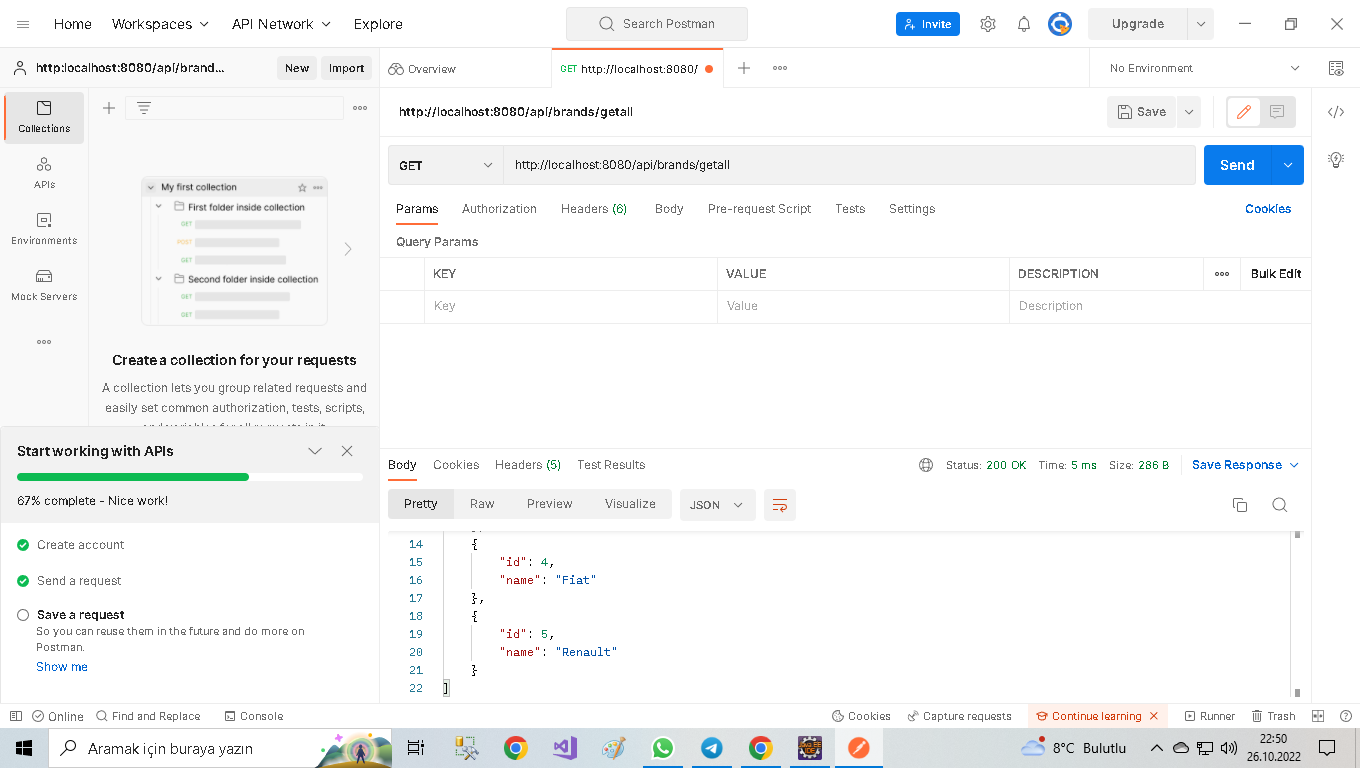 Home Workspaces API Network Explore Search Postman Invite Upgrade
http:localhost:8080/api/brand... New Import
Overview GET http://localhost:8080/ No Environment
Collections
APIs
Environments
Mock Servers
My first collection
First folder inside collection
GET
POST
GET
Second folder inside collection
GET
GET
Create a collection for your requests
A collection lets you group related requests and
easily set common authorization, tests, scripts,
http://localhost:8080/api/brands/getall Save
GET http://localhost:8080/api/brands/getall Send
Params Authorization Headers (6) Body Pre-request Script Tests Settings Cookies
Query Params
KEY VALUE DESCRIPTION Bulk Edit
Key Value Description
Start working with APIs
67% complete - Nice work!
Create account
Send a request
Save a request
So you can reuse them in the future and do more on
Postman.
Show me
Body Cookies Headers (5) Test Results Status: 200 OK Time: 5 ms Size: 286 B Save Response
Pretty Raw Preview Visualize JSON
14 {
15 "id": 4,
16 "name": "Fiat"
17 },
18 {
19 "id": 5,
20 "name": "Renault"
21 }
22 ]
Online Find and Replace Console Cookies Capture requests Continue learning Runner Trash
Aramak için buraya yazın 8°C Bulutlu 22:50
26.10.2022